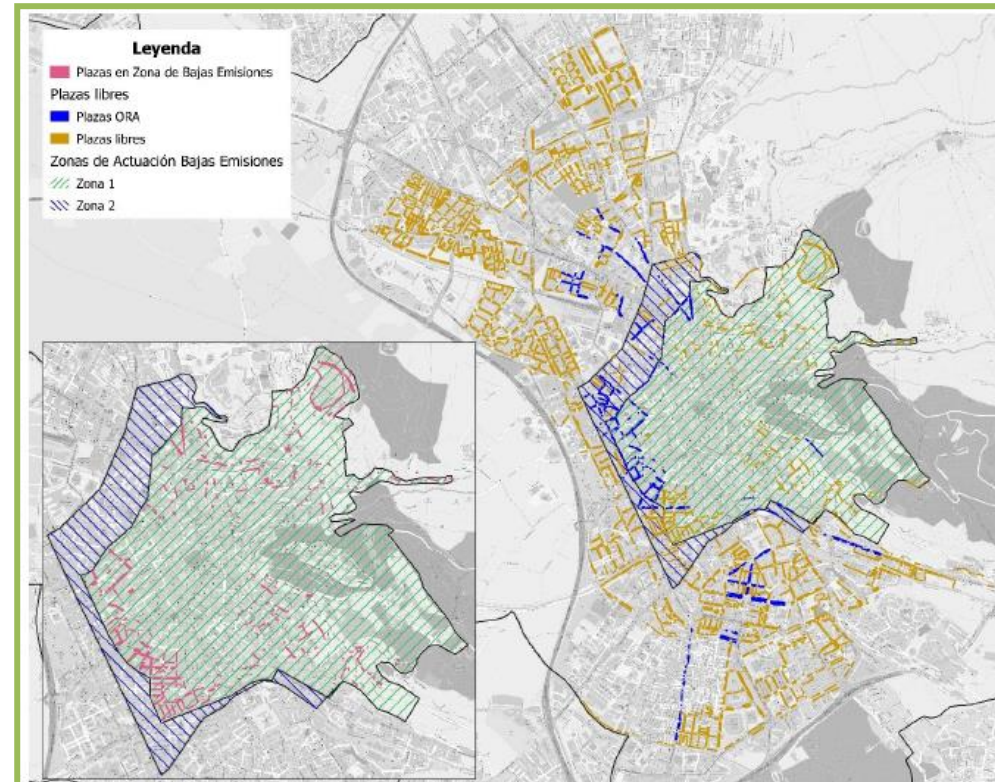 Leyenda
Plazas en Zona de Bajas Emisiones
Plazas libres
Plazas ORA
Plazas libres
Zonas de Actuación Bajas Emisiones
Zona 1
Zona 2